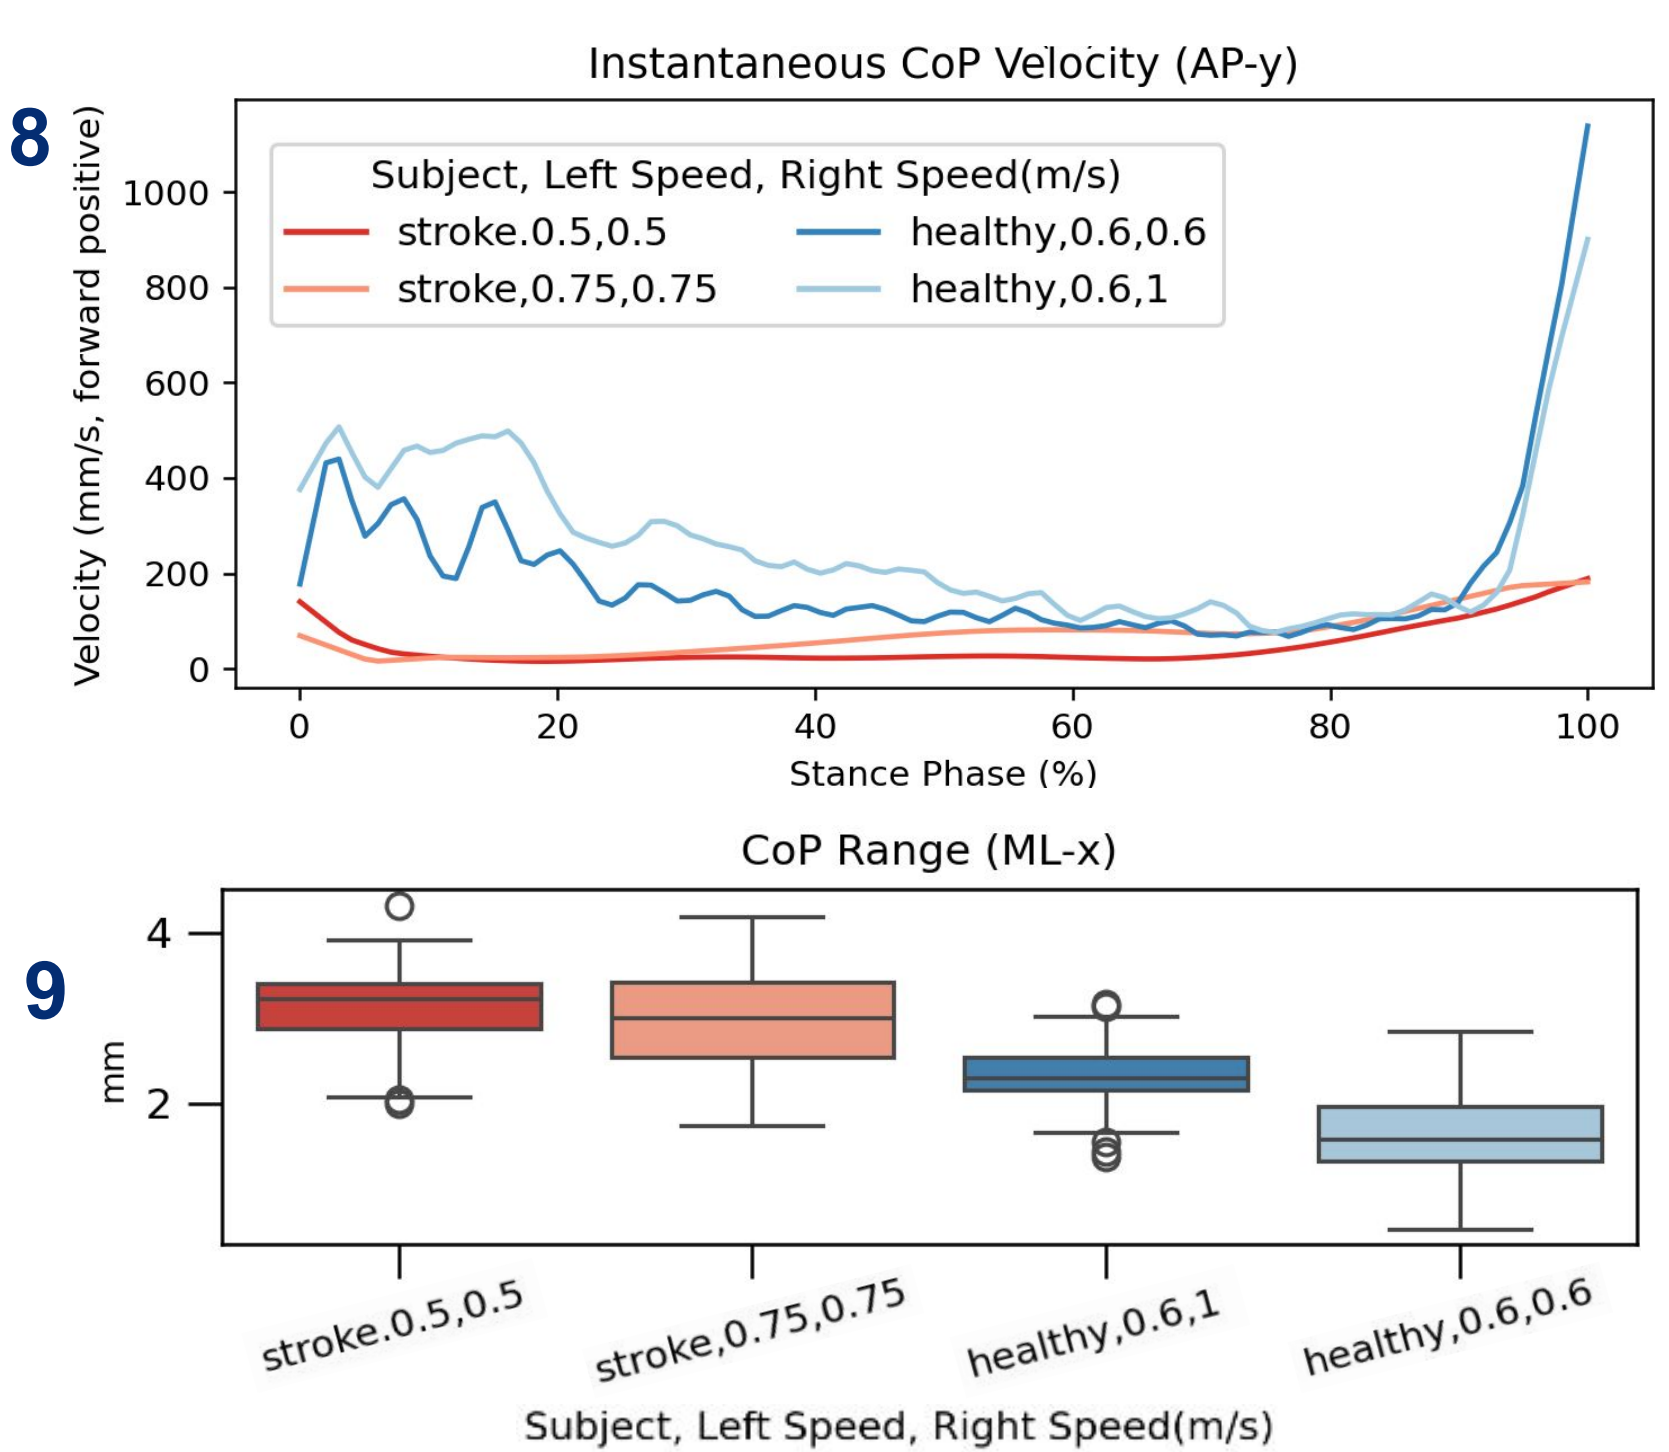 8
Instantaneous CoP Velocity (AP-y)
Velocity (mm/s, forward positive)
1000
800
600
400
200
0
Subject, Left Speed, Right Speed(m/s)
stroke.0.5,0.5
healthy,0.6,0.6
stroke,0.75,0.75
healthy,0.6,1
0 20 40 60 80 100
Stance Phase (%)
9
CoP Range (ML-x)
mm
4
2
stroke.0.5,0.5
stroke,0.75,0.75
healthy,0.6,1
healthy,0.6,0.6
Subject, Left Speed, Right Speed(m/s)